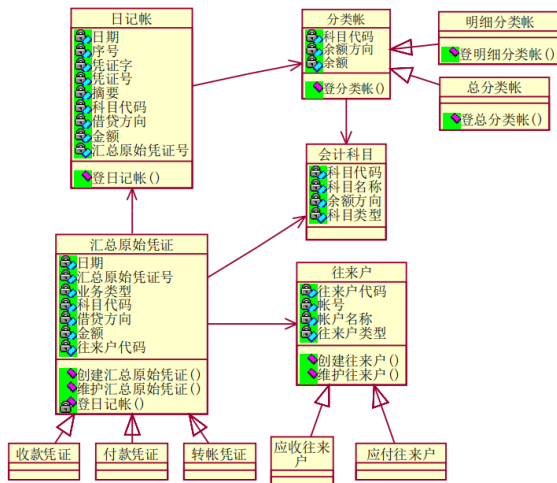 日记帐
日期
序号
凭证字
凭证号
摘要
科目代码
借贷方向
金额
汇总原始凭证号
登日记帐()
分类帐
科目代码
余额方向
余额
登分类帐()
明细分类帐
登明细分类帐()
总分类帐
登总分类帐()
会计科目
科目代码
科目名称
余额方向
科目类型
汇总原始凭证
日期
汇总原始凭证号
业务类型
科目代码
借贷方向
金额
往来户代码
创建汇总原始凭证()
维护汇总原始凭证()
登日记帐()
往来户
往来户代码
帐号
帐户名称
往来户类型
创建往来户()
维护往来户()
收款凭证
付款凭证
转帐凭证
应收往来
户
应付往来户